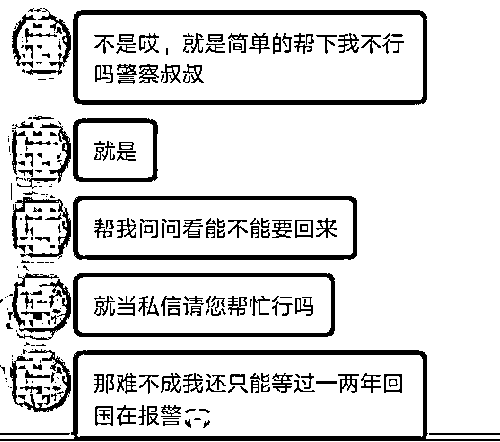 不是哎，就是简单的帮下我不行
吗警察叔叔
就是
帮我问问看能不能要回来
就当私信请您帮忙行吗
那难不成我还只能等过一两年回
国在报警